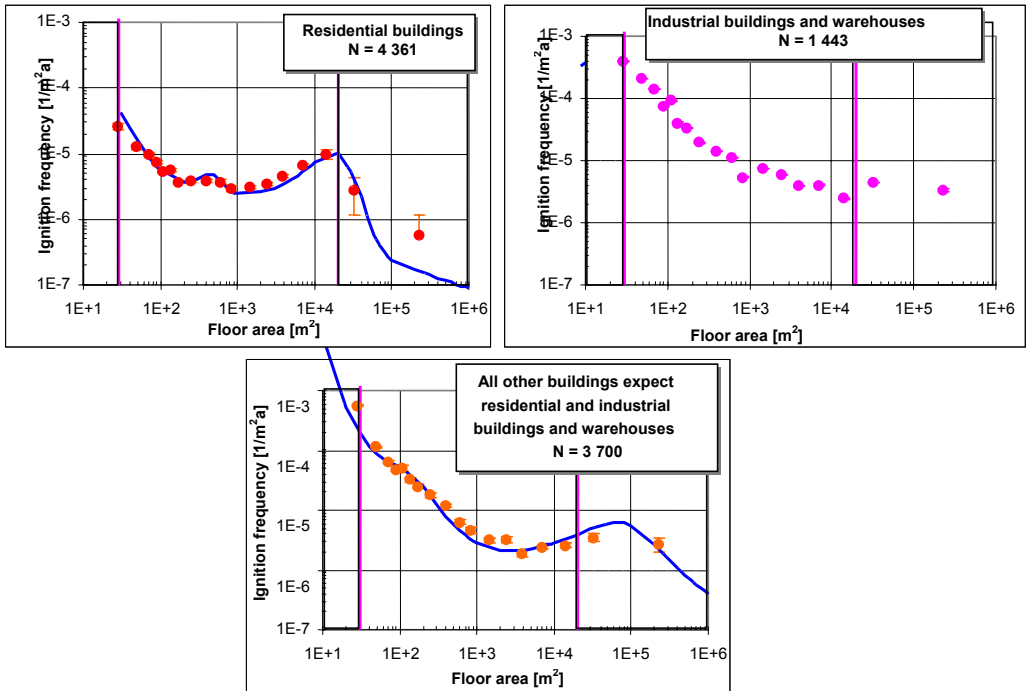 Residential buildings
N = 4 361
Ignition frequency [1/m²a]
1E-3
1E-4
1E-5
1E-6
1E-7
1E+1 1E+2 1E+3 1E+4 1E+5 1E+6
Floor area [m²]
Industrial buildings and warehouses
N = 1 443
Ignition frequency [1/m²a]
1E-3
1E-4
1E-5
1E-6
1E-7
1E+1 1E+2 1E+3 1E+4 1E+5 1E+6
Floor area [m²]
All other buildings expect
residential and industrial
buildings and warehouses
N = 3 700
Ignition frequency [1/m²a]
1E-3
1E-4
1E-5
1E-6
1E-7
1E+1 1E+2 1E+3 1E+4 1E+5 1E+6
Floor area [m²]